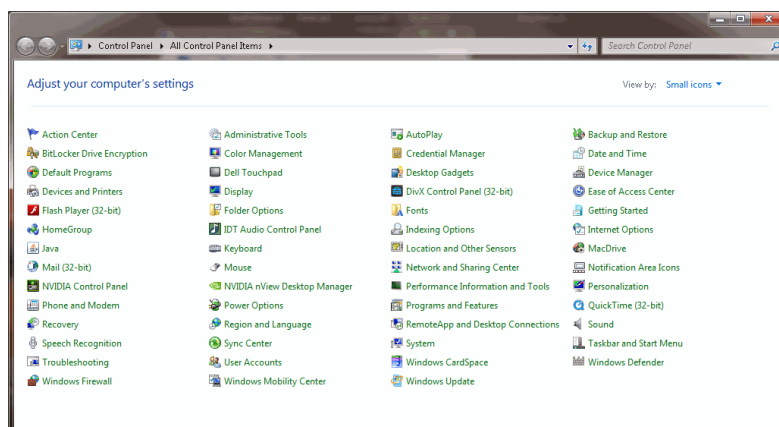 Control Panel All Control Panel Items
Search Control Panel
Adjust your computer's settings
View by: Small icons
Action Center
Administrative Tools
AutoPlay
Backup and Restore
BitLocker Drive Encryption
Color Management
Credential Manager
Date and Time
Default Programs
Dell Touchpad
Desktop Gadgets
Device Manager
Devices and Printers
Display
DivX Control Panel (32-bit)
Ease of Access Center
Flash Player (32-bit)
Folder Options
Fonts
Getting Started
HomeGroup
IDT Audio Control Panel
Indexing Options
Internet Options
Java
Keyboard
Location and Other Sensors
MacDrive
Mail (32-bit)
Mouse
Network and Sharing Center
Notification Area Icons
NVIDIA Control Panel
NVIDIA nView Desktop Manager
Performance Information and Tools
Personalization
Phone and Modem
Power Options
Programs and Features
QuickTime (32-bit)
Recovery
Region and Language
RemoteApp and Desktop Connections
Sound
Speech Recognition
Sync Center
System
Taskbar and Start Menu
Troubleshooting
User Accounts
Windows CardSpace
Windows Defender
Windows Firewall
Windows Mobility Center
Windows Update